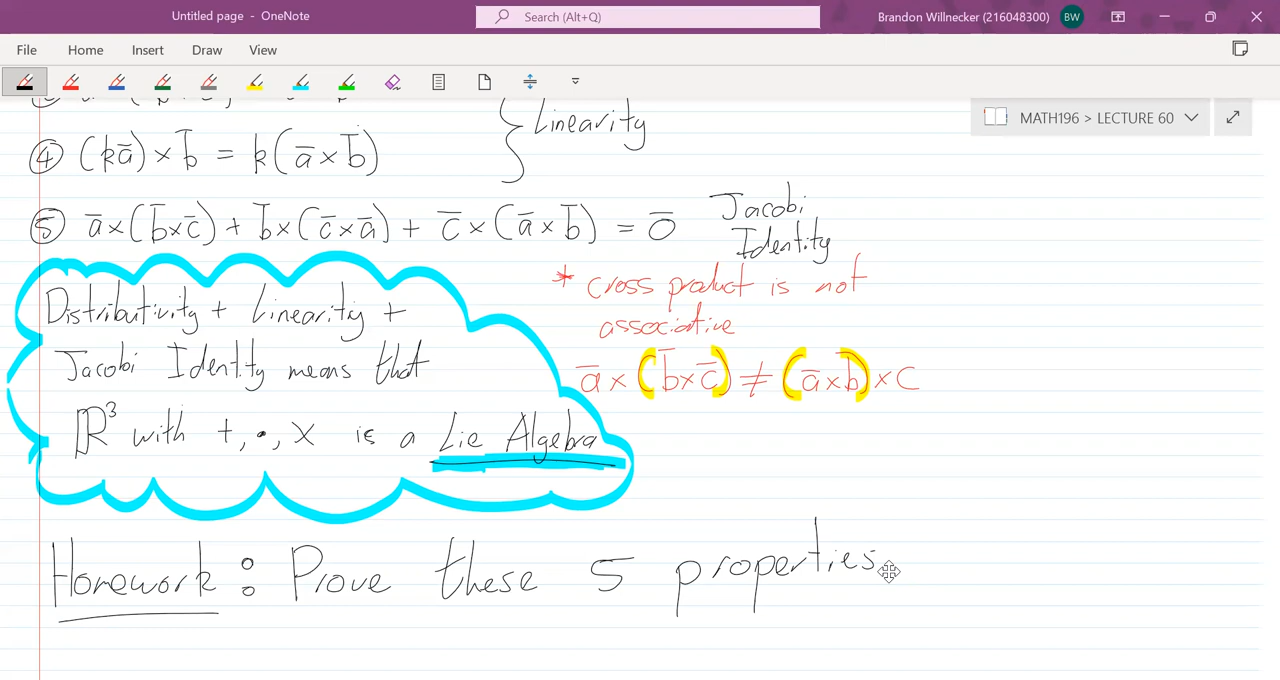 Untitled page - OneNote
Search (Alt+Q)
Brandon Willnecker (216048300)
BW
File Home Insert Draw View
MATH196 > LECTURE 60
} Linearity
④ (kā) × b̄ = k(ā × b̄)
⑤ ā×(b̄×c̄) + b̄×(c̄×ā) + c̄×(ā×b̄) = 0̄
Jacobi
Identity
* cross product is not
associative
ā × (b̄×c̄) ≠ (ā×b̄)×c
Distributivity + Linearity +
Jacobi Identity means that
ℝ³ with +, •, × is a Lie Algebra
Homework : Prove these 5 properties